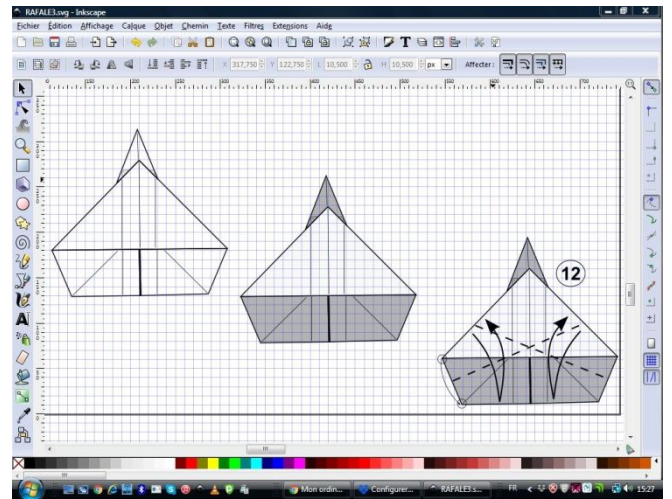 RAFALE3.svg - Inkscape
Fichier Édition Affichage Calque Objet Chemin Texte Filtres Extensions Aide
X 317,750 Y 122,750 L 10,500 H 10,500 px Affecter :
12
Mon ordin... Configurer... RAFALE3.s... FR 15:27